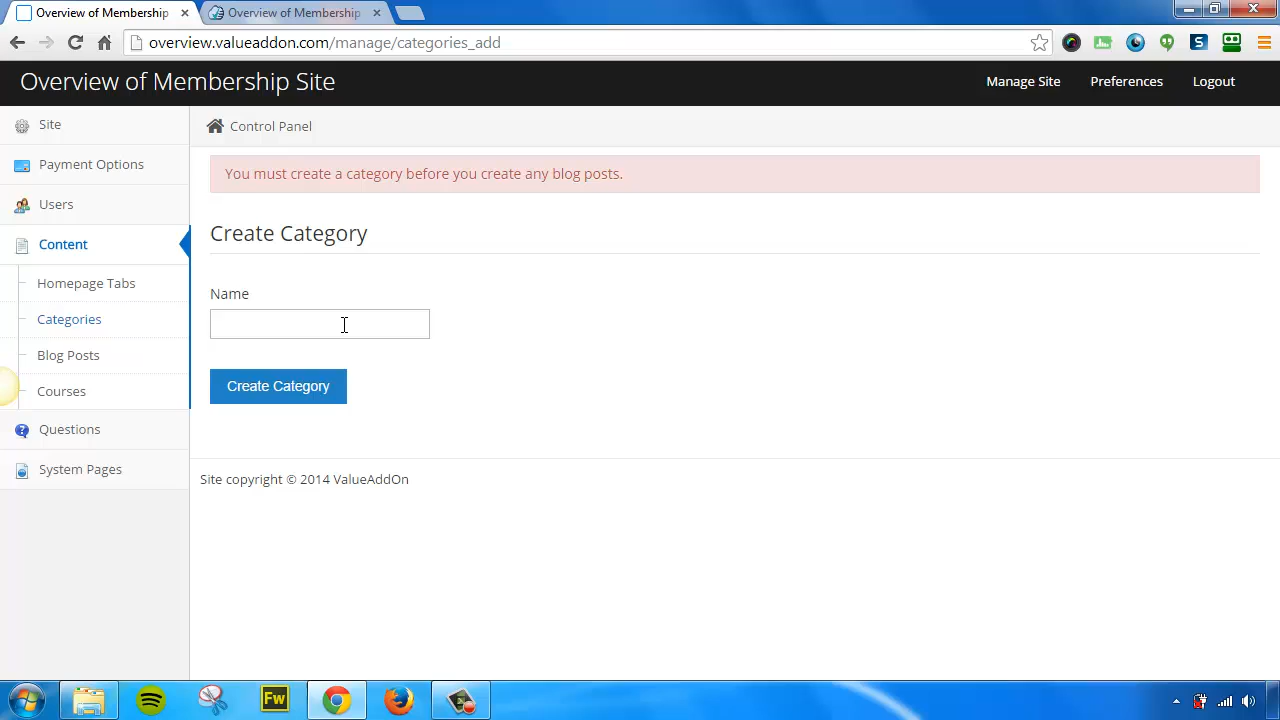 Overview of Membership
Overview of Membership
overview.valueaddon.com/manage/categories_add
Overview of Membership Site
Manage Site
Preferences
Logout
Site
Control Panel
Payment Options
You must create a category before you create any blog posts.
Users
Create Category
Content
Homepage Tabs
Name
Categories
Blog Posts
Create Category
Courses
Questions
System Pages
Site copyright © 2014 ValueAddOn
S
Fw